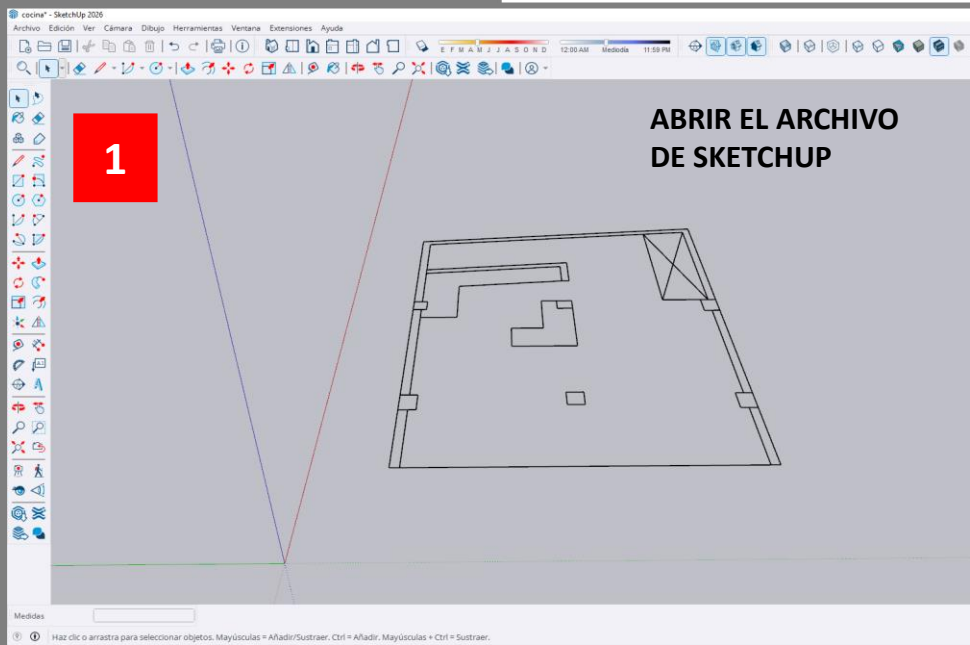 cocina* - SketchUp 2026
Archivo Edición Ver Cámara Dibujo Herramientas Ventana Extensiones Ayuda
E F M A M J J A S O N D 12:00 AM Mediodía 11:59 PM
1
ABRIR EL ARCHIVO
DE SKETCHUP
Medidas
Haz clic o arrastra para seleccionar objetos. Mayúsculas = Añadir/Sustraer. Ctrl = Añadir. Mayúsculas + Ctrl = Sustraer.